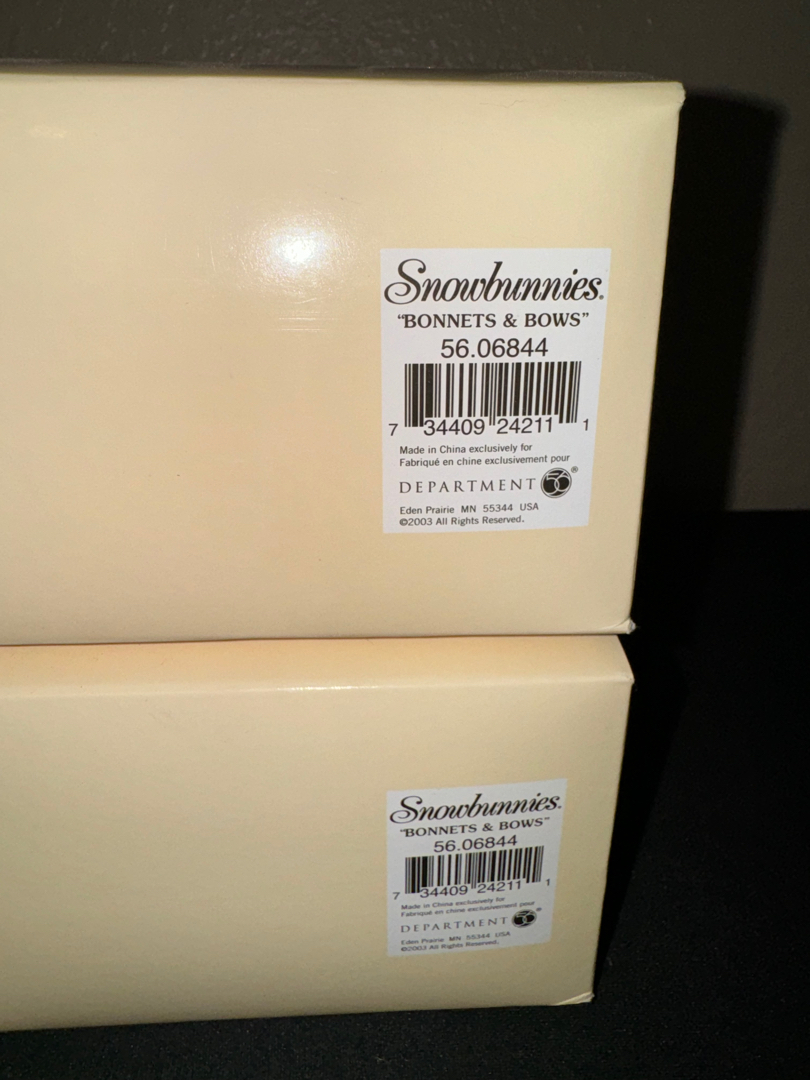 Snowbunnies®
“BONNETS & BOWS”
56.06844
7 34409 24211 1
Made in China exclusively for
Fabriqué en chine exclusivement pour
DEPARTMENT 56®
Eden Prairie MN 55344 USA
©2003 All Rights Reserved.
Snowbunnies®
“BONNETS & BOWS”
56.06844
7 34409 24211 1
Made in China exclusively for
Fabriqué en chine exclusivement pour
DEPARTMENT 56®
Eden Prairie MN 55344 USA
©2003 All Rights Reserved.